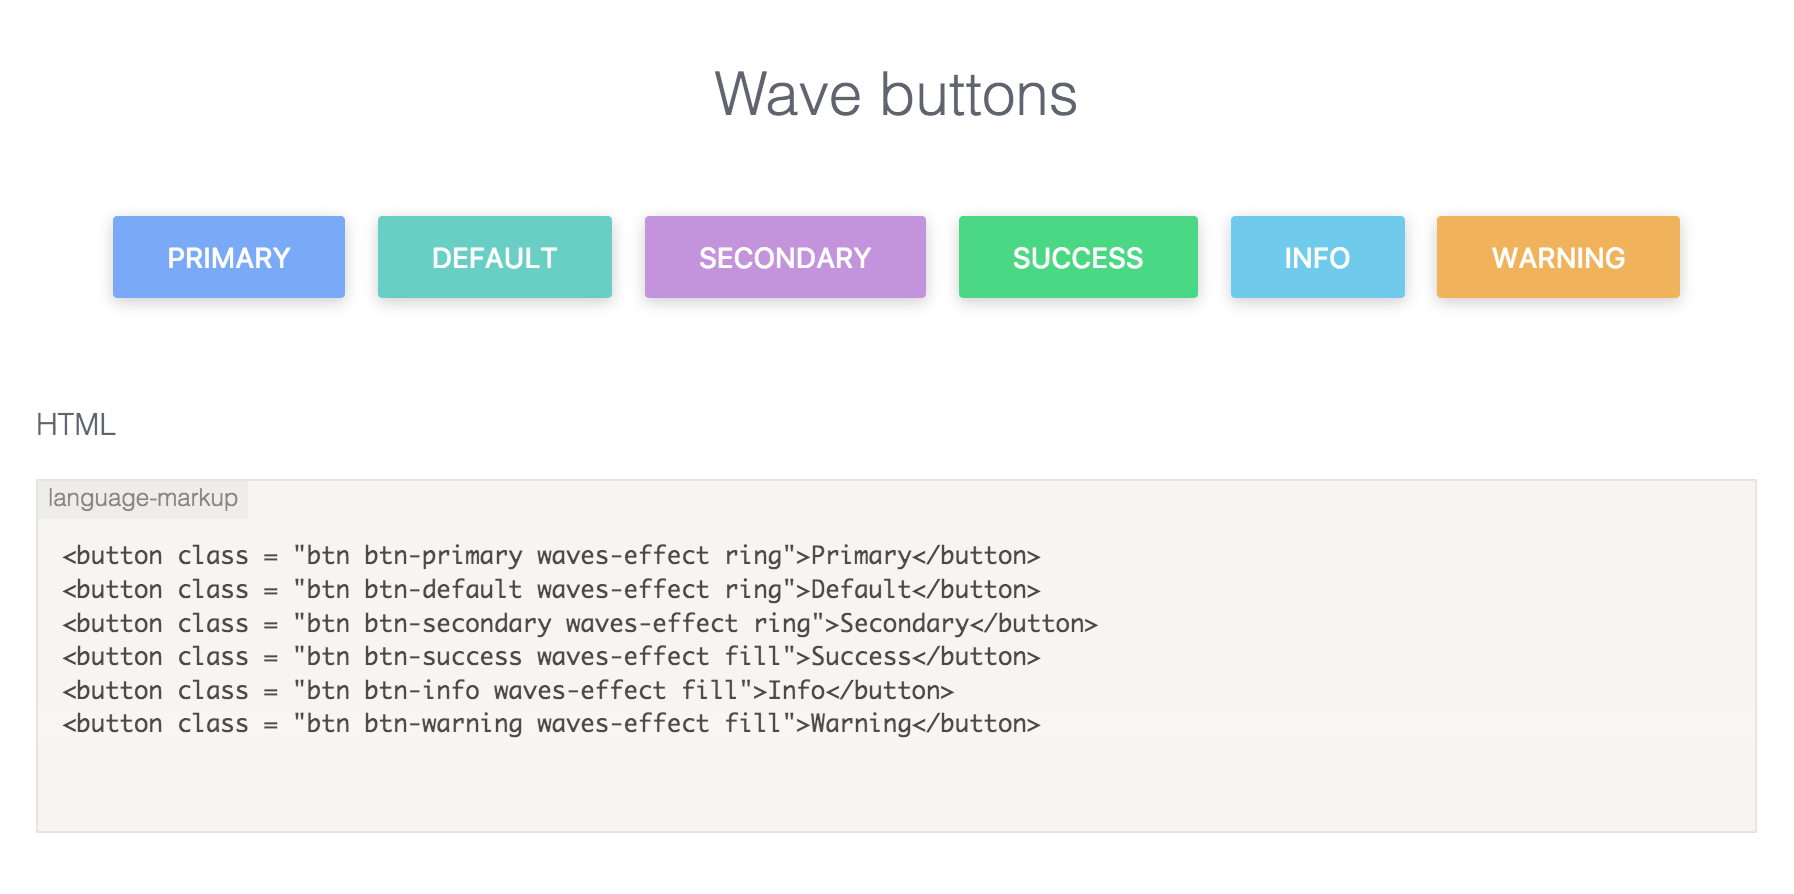 Wave buttons
PRIMARY DEFAULT SECONDARY SUCCESS INFO WARNING
HTML
language-markup
<button class = "btn btn-primary waves-effect ring">Primary</button>
<button class = "btn btn-default waves-effect ring">Default</button>
<button class = "btn btn-secondary waves-effect ring">Secondary</button>
<button class = "btn btn-success waves-effect fill">Success</button>
<button class = "btn btn-info waves-effect fill">Info</button>
<button class = "btn btn-warning waves-effect fill">Warning</button>